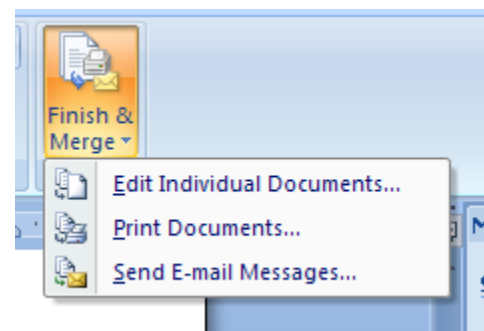 Finish &
Merge
Edit Individual Documents...
Print Documents...
Send E-mail Messages...